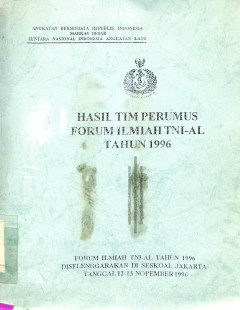 ANGKATAN BERSENJATA REPUBLIK INDONESIA
MARKAS BESAR
TENTARA NASIONAL INDONESIA ANGKATAN LAUT
HASIL TIM PERUMUS
FORUM ILMIAH TNI-AL
TAHUN 1996
FORUM ILMIAH TNI-AL TAHUN 1996
DISELENGGARAKAN DI SESKOAL JAKARTA
TANGGAL 12-13 NOPEMBER 1996